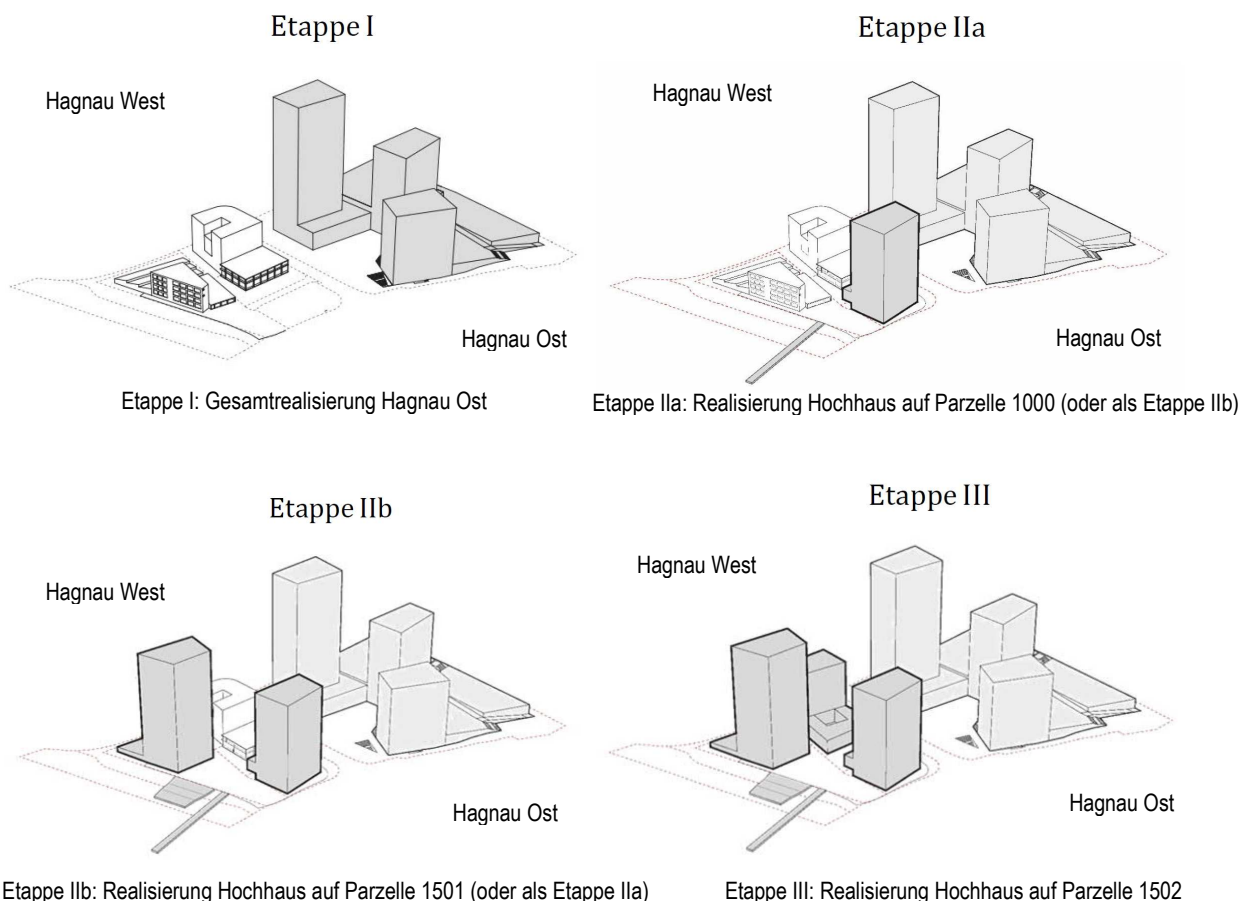 Etappe I
Hagnau West
Hagnau Ost
Etappe I: Gesamtrealisierung Hagnau Ost
Etappe IIa
Hagnau West
Hagnau Ost
Etappe IIa: Realisierung Hochhaus auf Parzelle 1000 (oder als Etappe IIb)
Etappe IIb
Hagnau West
Hagnau Ost
Etappe IIb: Realisierung Hochhaus auf Parzelle 1501 (oder als Etappe IIa)
Etappe III
Hagnau West
Hagnau Ost
Etappe III: Realisierung Hochhaus auf Parzelle 1502